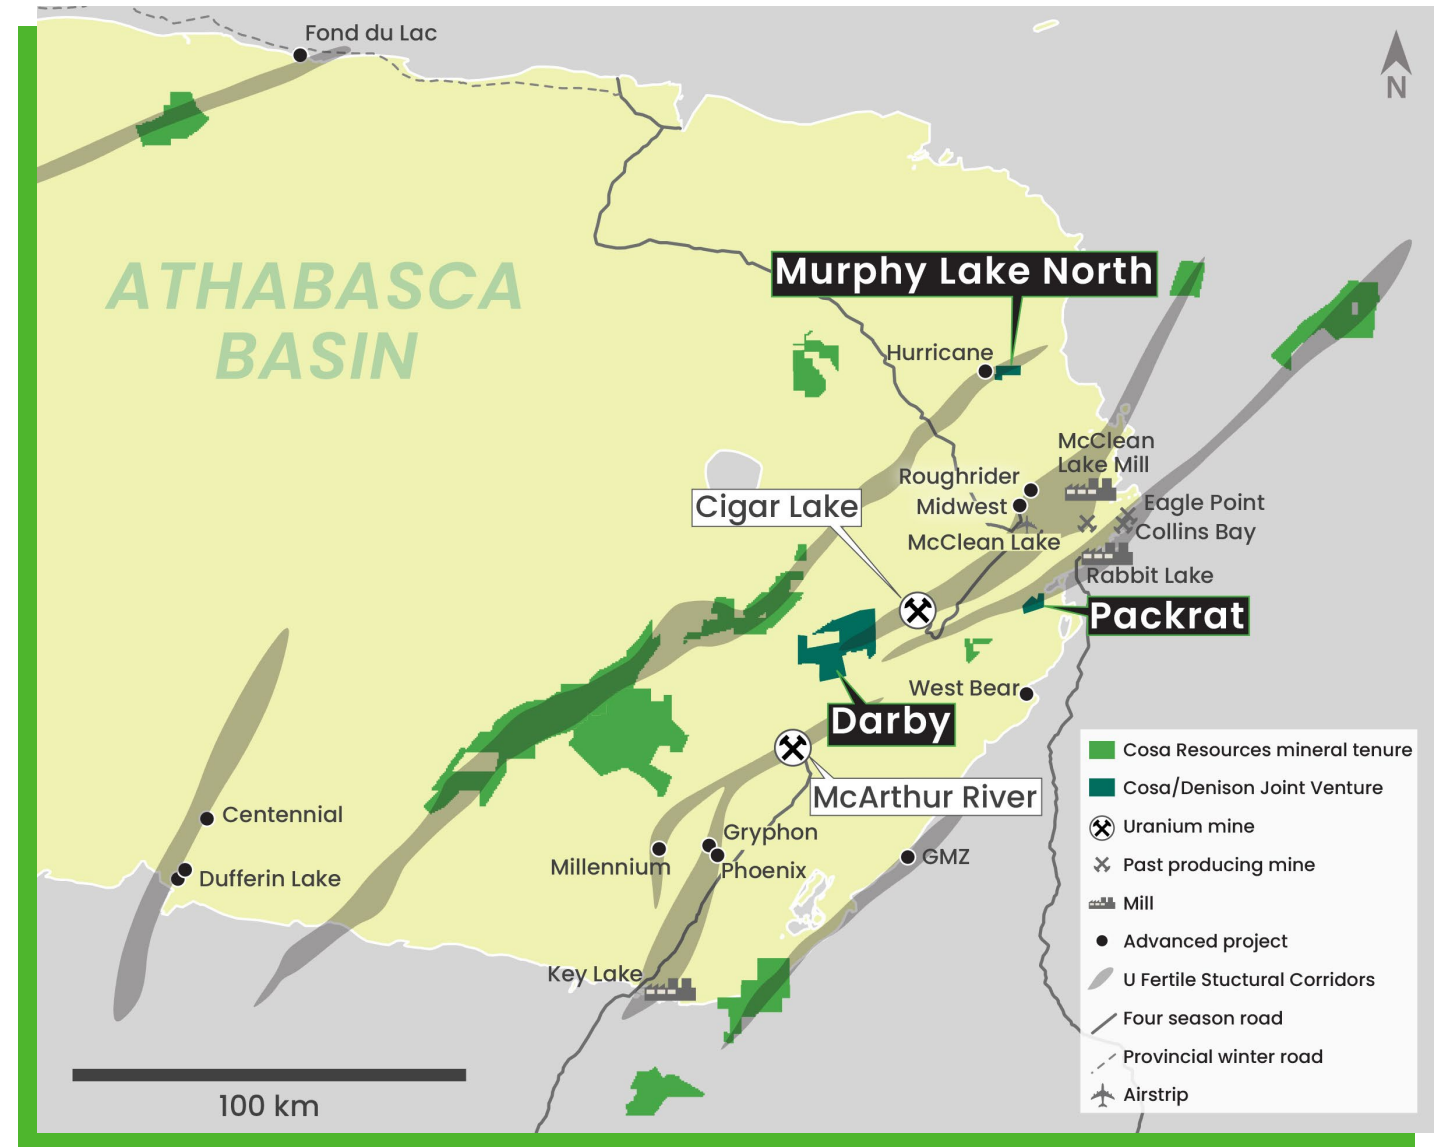 Fond du Lac
N
ATHABASCA
BASIN
Murphy Lake North
Hurricane
McClean
Lake Mill
Roughrider
Midwest
Cigar Lake
Eagle Point
Collins Bay
McClean Lake
Rabbit Lake
Packrat
West Bear
Darby
McArthur River
Centennial
Gryphon
Millennium
Phoenix
GMZ
Dufferin Lake
Key Lake
100 km
Cosa Resources mineral tenure
Cosa/Denison Joint Venture
Uranium mine
Past producing mine
Mill
Advanced project
U Fertile Stuctural Corridors
Four season road
Provincial winter road
Airstrip